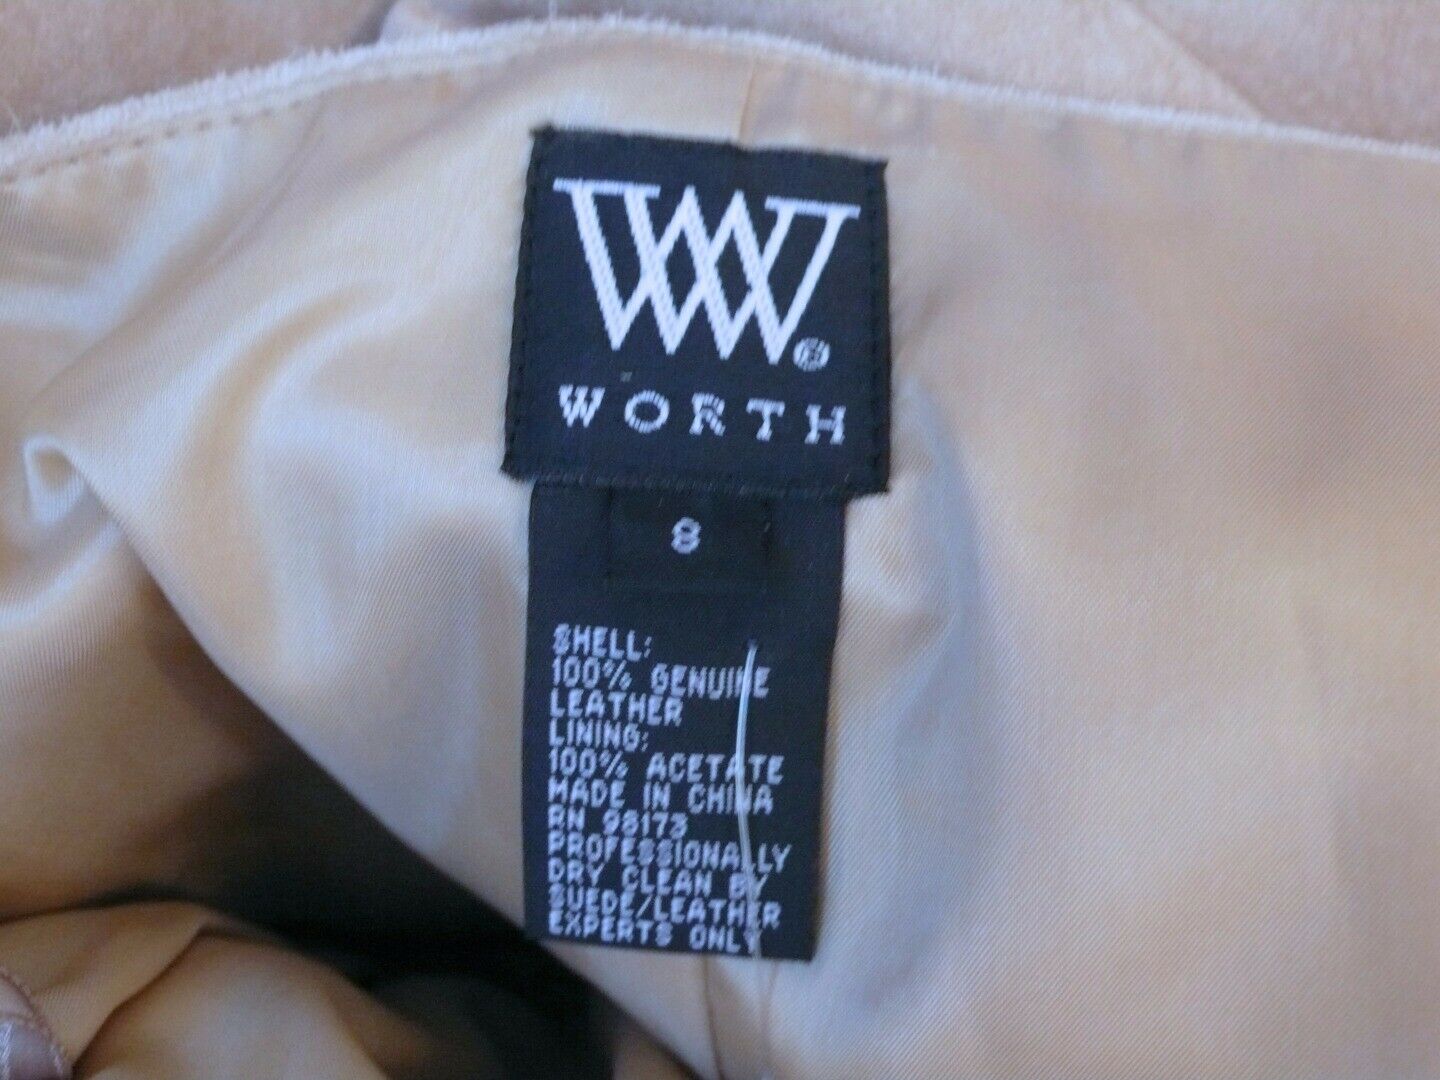 W ®
WORTH
8
SHELL:
100% GENUINE
LEATHER
LINING:
100% ACETATE
MADE IN CHINA
RN 98173
PROFESSIONALLY
DRY CLEAN BY
SUEDE/LEATHER
EXPERTS ONLY